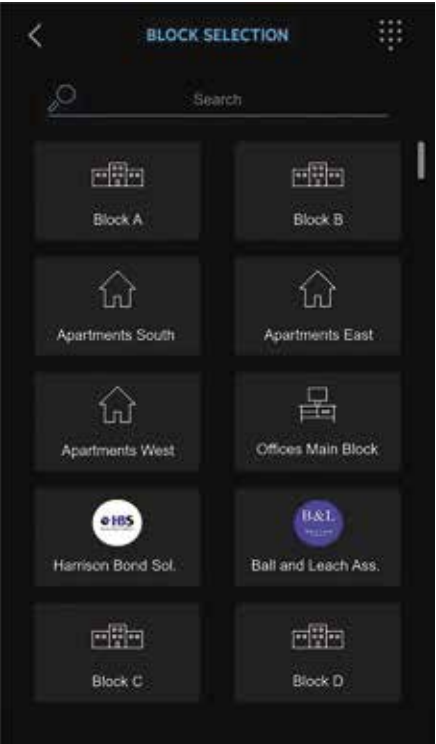 BLOCK SELECTION
Search
Block A
Block B
Apartments South
Apartments East
Apartments West
Offices Main Block
HBS
B&L
Harrison Bond Sol.
Ball and Leach Ass.
Block C
Block D